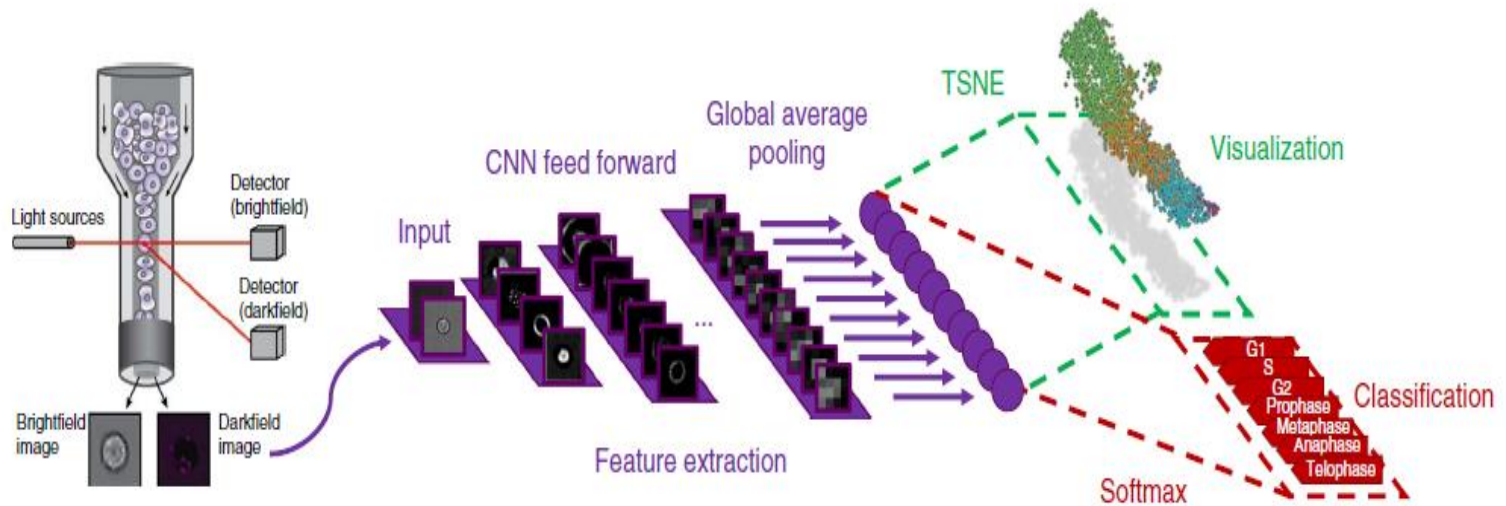 Light sources
Detector
(brightfield)
Detector
(darkfield)
Brightfield
image
Darkfield
image
Input
CNN feed forward
...
Feature extraction
Global average
pooling
TSNE
Visualization
G1
S
G2
Prophase
Metaphase
Anaphase
Telophase
Classification
Softmax